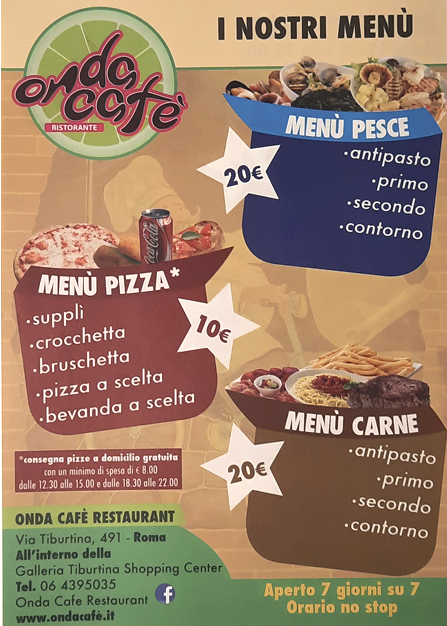 I NOSTRI MENÙ
onda
cafè
RISTORANTE
MENÙ PESCE
20€
·antipasto
·primo
·secondo
·contorno
Coca-Cola
MENÙ PIZZA*
10€
·supplì
·crocchetta
·bruschetta
·pizza a scelta
·bevanda a scelta
MENÙ CARNE
20€
·antipasto
·primo
·secondo
·contorno
*consegna pizze a domicilio gratuita
con un minimo di spesa di € 8.00
dalle 12.30 alle 15.00 e dalle 18.30 alle 22.00
ONDA CAFÈ RESTAURANT
Via Tiburtina, 491 - Roma
All'interno della
Galleria Tiburtina Shopping Center
Tel. 06 4395035
Onda Cafe Restaurant f
www.ondacafè.it
Aperto 7 giorni su 7
Orario no stop